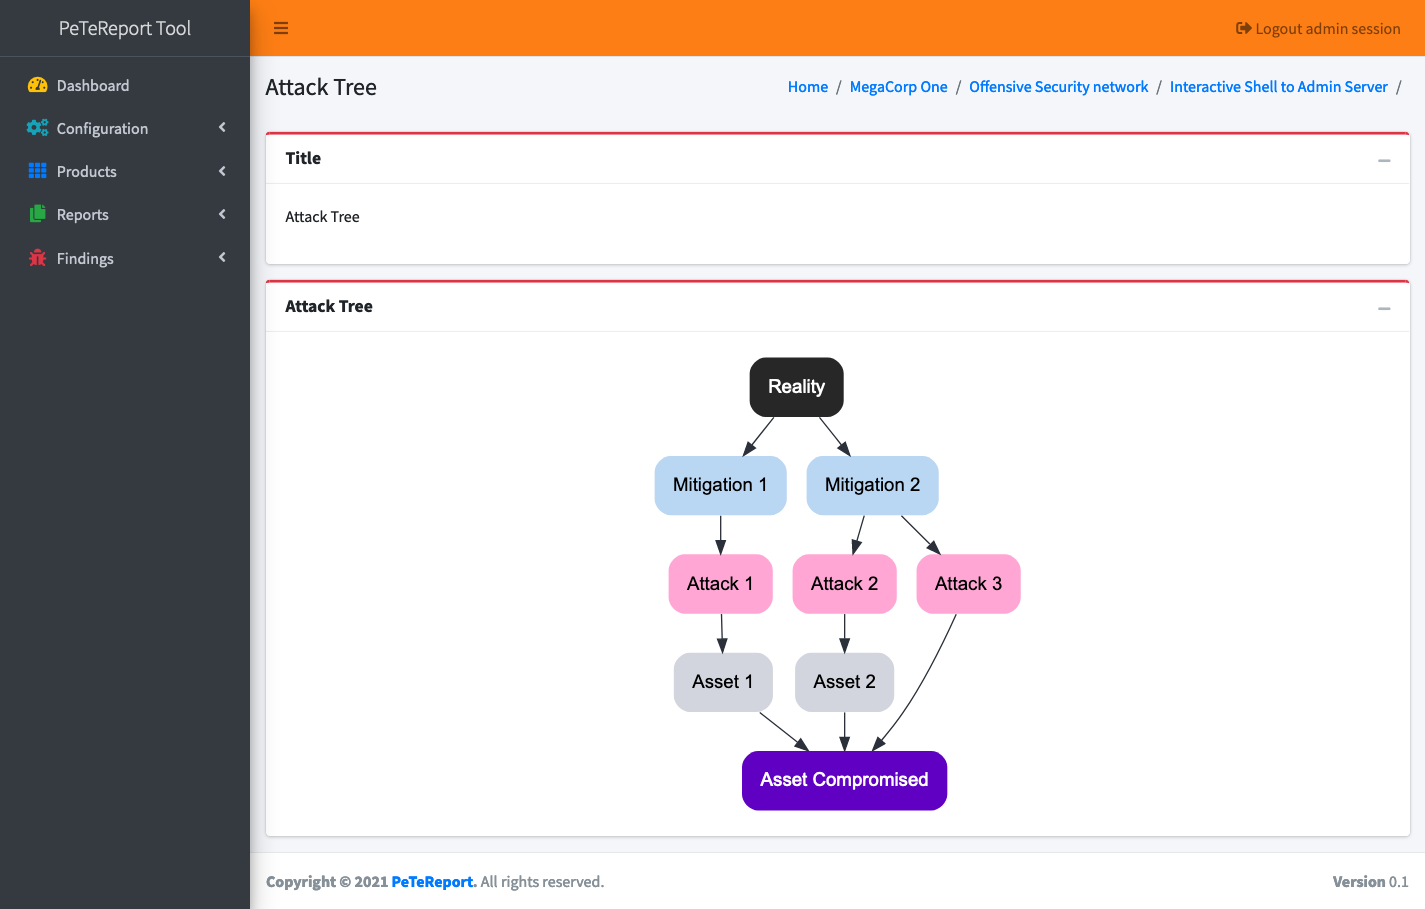 PeTeReport Tool
Logout admin session
Dashboard
Configuration
Products
Reports
Findings
Attack Tree
Home / MegaCorp One / Offensive Security network / Interactive Shell to Admin Server /
Title
Attack Tree
Attack Tree
Reality
Mitigation 1 Mitigation 2
Attack 1 Attack 2 Attack 3
Asset 1 Asset 2
Asset Compromised
Copyright © 2021 PeTeReport. All rights reserved.
Version 0.1